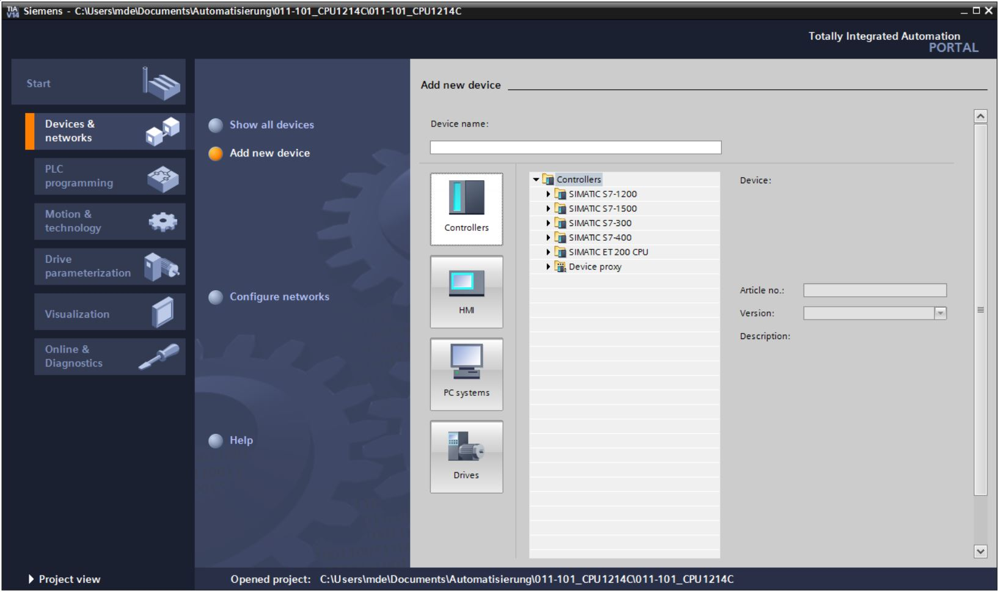 TIA
V14
Siemens - C:\Users\mde\Documents\Automatisierung\011-101_CPU1214C\011-101_CPU1214C
Totally Integrated Automation
PORTAL
Start
Devices &
networks
PLC
programming
Motion &
technology
Drive
parameterization
Visualization
Online &
Diagnostics
Show all devices
Add new device
Configure networks
Help
Add new device
Device name:
Controllers
HMI
PC systems
Drives
Controllers
SIMATIC S7-1200
SIMATIC S7-1500
SIMATIC S7-300
SIMATIC S7-400
SIMATIC ET 200 CPU
Device proxy
Device:
Article no.:
Version:
Description:
Project view
Opened project: C:\Users\mde\Documents\Automatisierung\011-101_CPU1214C\011-101_CPU1214C